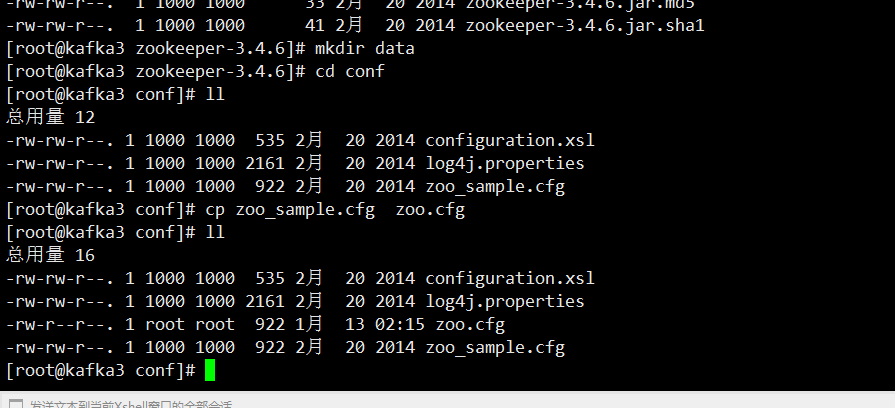 -rw-rw-r--. 1 1000 1000      33 2月  20 2014 zookeeper-3.4.6.jar.md5
-rw-rw-r--. 1 1000 1000      41 2月  20 2014 zookeeper-3.4.6.jar.sha1
[root@kafka3 zookeeper-3.4.6]# mkdir data
[root@kafka3 zookeeper-3.4.6]# cd conf
[root@kafka3 conf]# ll
总用量 12
-rw-rw-r--. 1 1000 1000  535 2月  20 2014 configuration.xsl
-rw-rw-r--. 1 1000 1000 2161 2月  20 2014 log4j.properties
-rw-rw-r--. 1 1000 1000  922 2月  20 2014 zoo_sample.cfg
[root@kafka3 conf]# cp zoo_sample.cfg  zoo.cfg
[root@kafka3 conf]# ll
总用量 16
-rw-rw-r--. 1 1000 1000  535 2月  20 2014 configuration.xsl
-rw-rw-r--. 1 1000 1000 2161 2月  20 2014 log4j.properties
-rw-r--r--. 1 root root  922 1月  13 02:15 zoo.cfg
-rw-rw-r--. 1 1000 1000  922 2月  20 2014 zoo_sample.cfg
[root@kafka3 conf]#
发送文本到当前Xshell窗口的全部会话